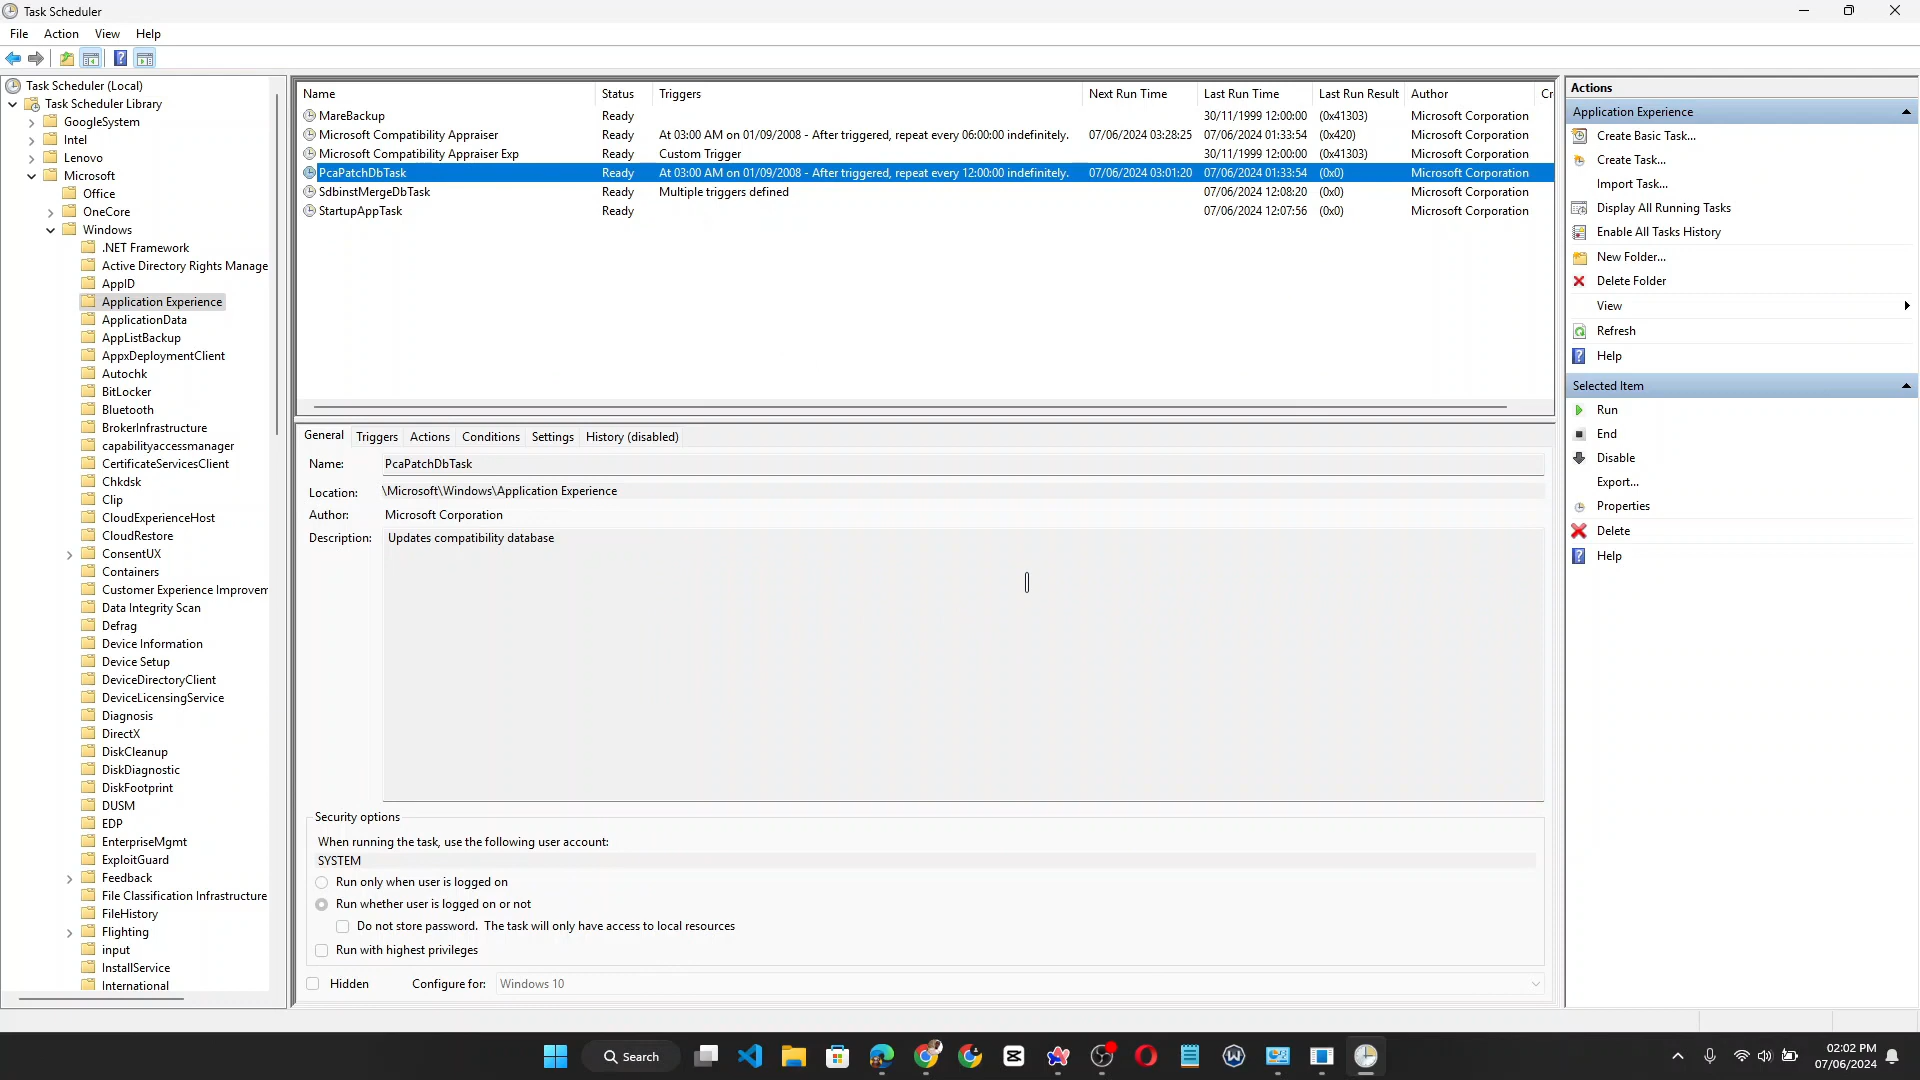 Task Scheduler
File Action View Help
Task Scheduler (Local)
Task Scheduler Library
GoogleSystem
Intel
Lenovo
Microsoft
Office
OneCore
Windows
.NET Framework
Active Directory Rights Manage
AppID
Application Experience
ApplicationData
AppListBackup
AppxDeploymentClient
Autochk
BitLocker
Bluetooth
BrokerInfrastructure
capabilityaccessmanager
CertificateServicesClient
Chkdsk
Clip
CloudExperienceHost
CloudRestore
ConsentUX
Containers
Customer Experience Improvem
Data Integrity Scan
Defrag
Device Information
Device Setup
DeviceDirectoryClient
DeviceLicensingService
Diagnosis
DirectX
DiskCleanup
DiskDiagnostic
DiskFootprint
DUSM
EDP
EnterpriseMgmt
ExploitGuard
Feedback
File Classification Infrastructure
FileHistory
Flighting
input
InstallService
International
Name Status Triggers Next Run Time Last Run Time Last Run Result Author Cr
MareBackup Ready 30/11/1999 12:00:00 (0x41303) Microsoft Corporation
Microsoft Compatibility Appraiser Ready At 03:00 AM on 01/09/2008 - After triggered, repeat every 06:00:00 indefinitely. 07/06/2024 03:28:25 07/06/2024 01:33:54 (0x420) Microsoft Corporation
Microsoft Compatibility Appraiser Exp Ready Custom Trigger 30/11/1999 12:00:00 (0x41303) Microsoft Corporation
PcaPatchDbTask Ready At 03:00 AM on 01/09/2008 - After triggered, repeat every 12:00:00 indefinitely. 07/06/2024 03:01:20 07/06/2024 01:33:54 (0x0) Microsoft Corporation
SdbinstMergeDbTask Ready Multiple triggers defined 07/06/2024 12:08:20 (0x0) Microsoft Corporation
StartupAppTask Ready 07/06/2024 12:07:56 (0x0) Microsoft Corporation
General Triggers Actions Conditions Settings History (disabled)
Name: PcaPatchDbTask
Location: \Microsoft\Windows\Application Experience
Author: Microsoft Corporation
Description: Updates compatibility database
Security options
When running the task, use the following user account:
SYSTEM
Run only when user is logged on
Run whether user is logged on or not
Do not store password. The task will only have access to local resources
Run with highest privileges
Hidden Configure for: Windows 10
Actions
Application Experience
Create Basic Task...
Create Task...
Import Task...
Display All Running Tasks
Enable All Tasks History
New Folder...
Delete Folder
View
Refresh
Help
Selected Item
Run
End
Disable
Export...
Properties
Delete
Help
Search
02:02 PM
07/06/2024